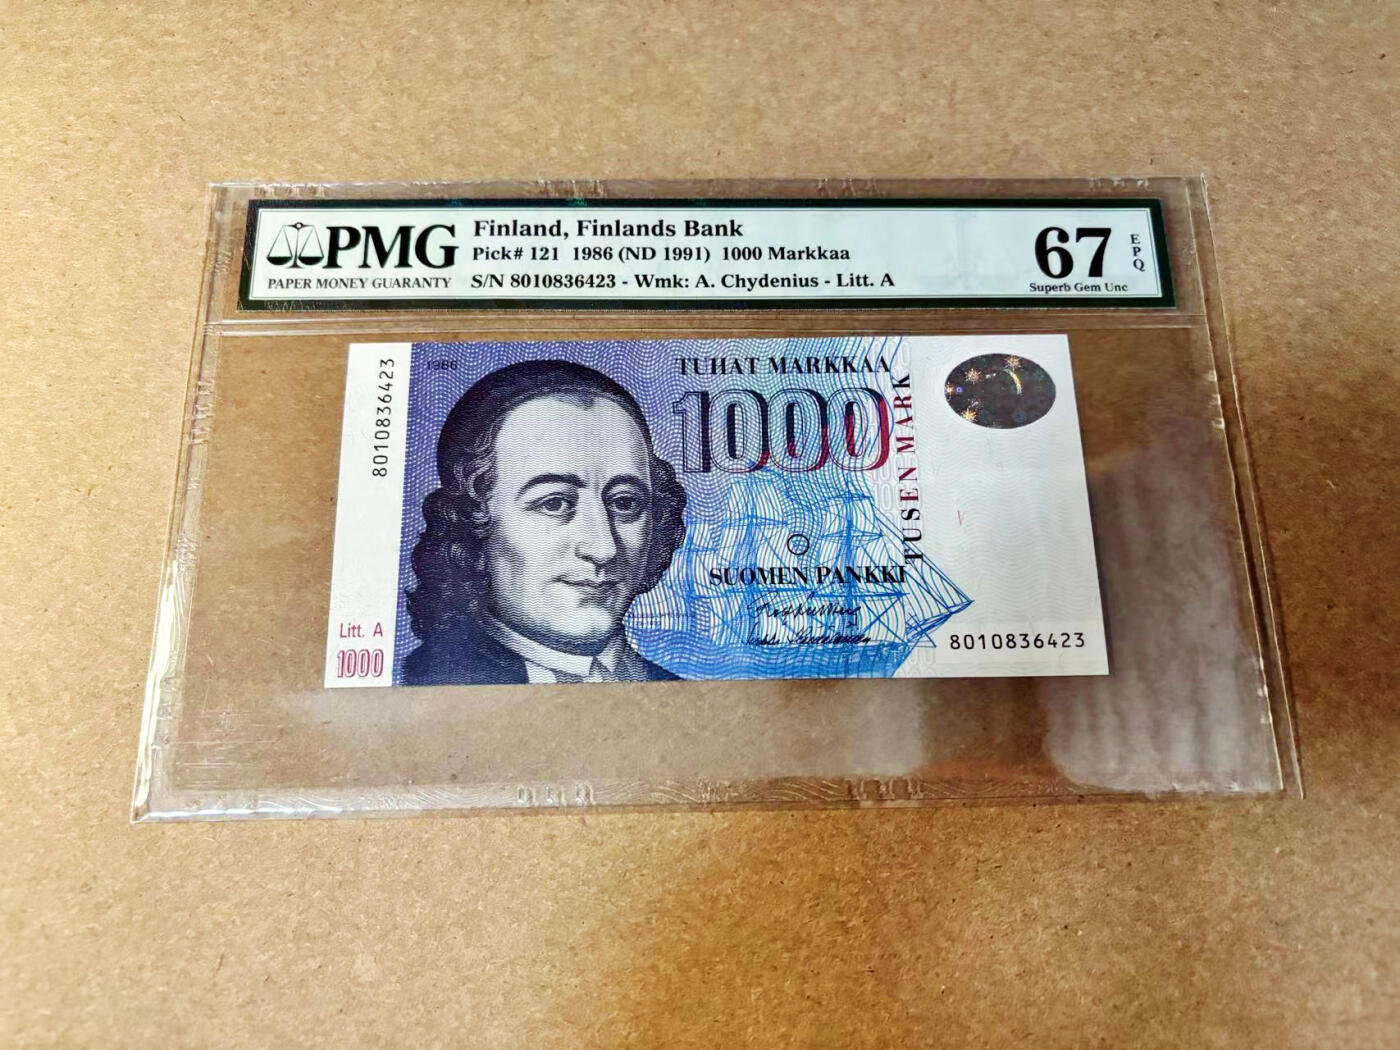 PMG
PAPER MONEY GUARANTY
Finland, Finlands Bank
Pick# 121 1986 (ND 1991) 1000 Markkaa
S/N 8010836423 - Wmk: A. Chydenius - Litt. A
67
EPQ
Superb Gem Unc
8010836423
1986
TUHAT MARKKAA
1000
TUSEN MARK
SUOMEN PANKKI
Litt. A
1000
8010836423